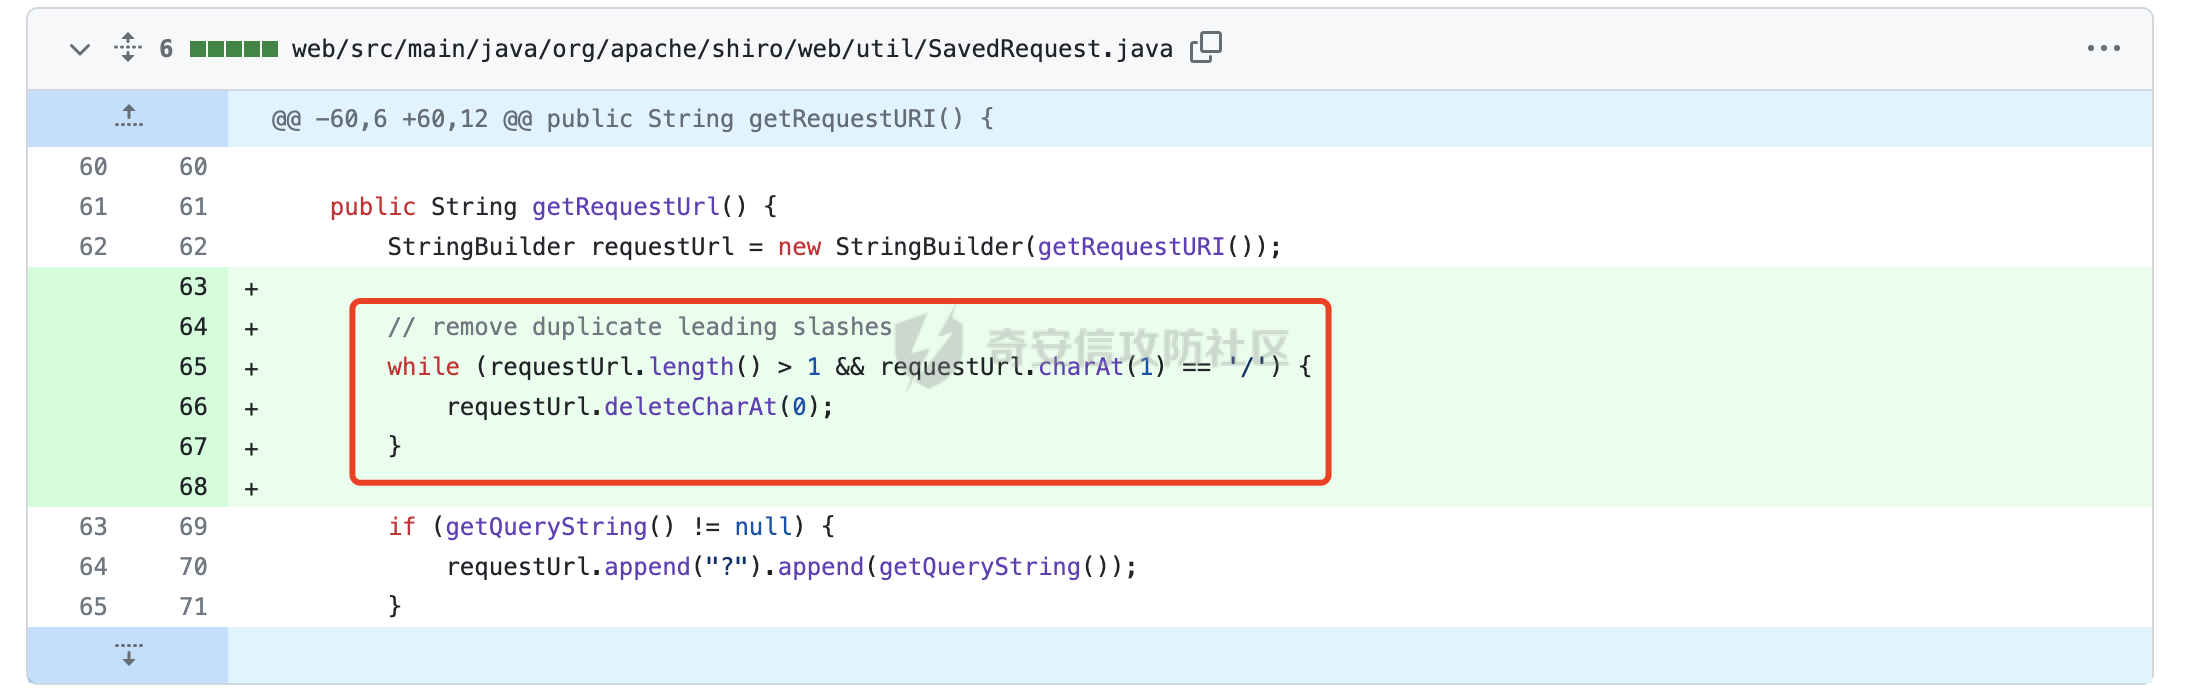 6 web/src/main/java/org/apache/shiro/web/util/SavedRequest.java
@@ -60,6 +60,12 @@ public String getRequestURI() {
60 60
61 61 public String getRequestUrl() {
62 62 StringBuilder requestUrl = new StringBuilder(getRequestURI());
63 +
64 + // remove duplicate leading slashes
奇安信攻防社区
65 + while (requestUrl.length() > 1 && requestUrl.charAt(1) == '/') {
66 + requestUrl.deleteCharAt(0);
67 + }
68 +
63 69 if (getQueryString() != null) {
64 70 requestUrl.append("?").append(getQueryString());
65 71 }